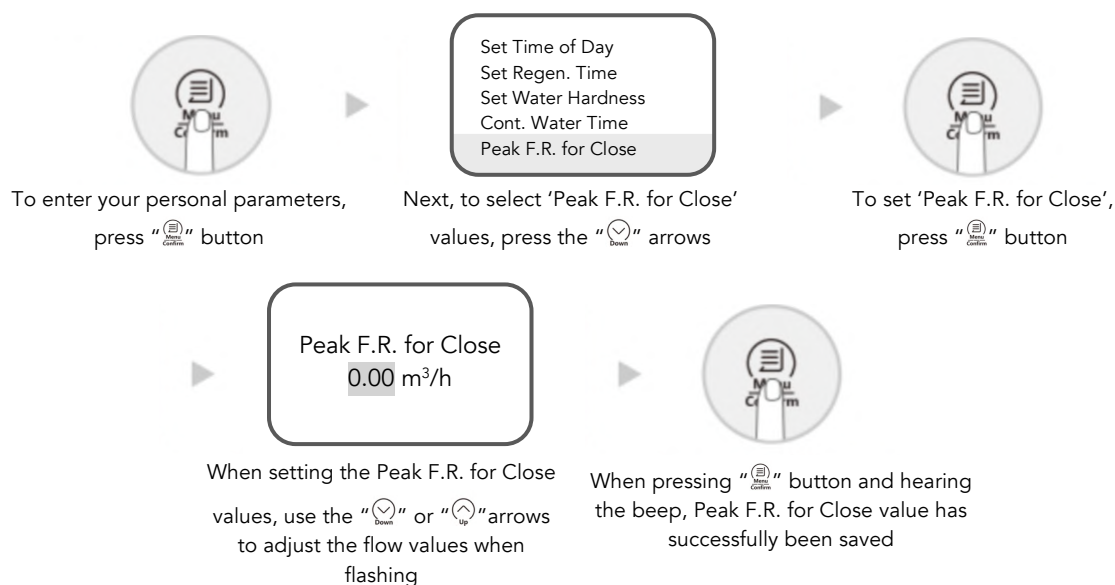 Set Time of Day
Set Regen. Time
Set Water Hardness
Cont. Water Time
Peak F.R. for Close
To enter your personal parameters,
press "Menu Confirm" button
Next, to select 'Peak F.R. for Close'
values, press the "Down" arrows
To set 'Peak F.R. for Close',
press "Menu Confirm" button
Peak F.R. for Close
0.00 m³/h
When setting the Peak F.R. for Close
values, use the "Down" or "Up"arrows
to adjust the flow values when
flashing
When pressing "Menu Confirm" button and hearing
the beep, Peak F.R. for Close value has
successfully been saved